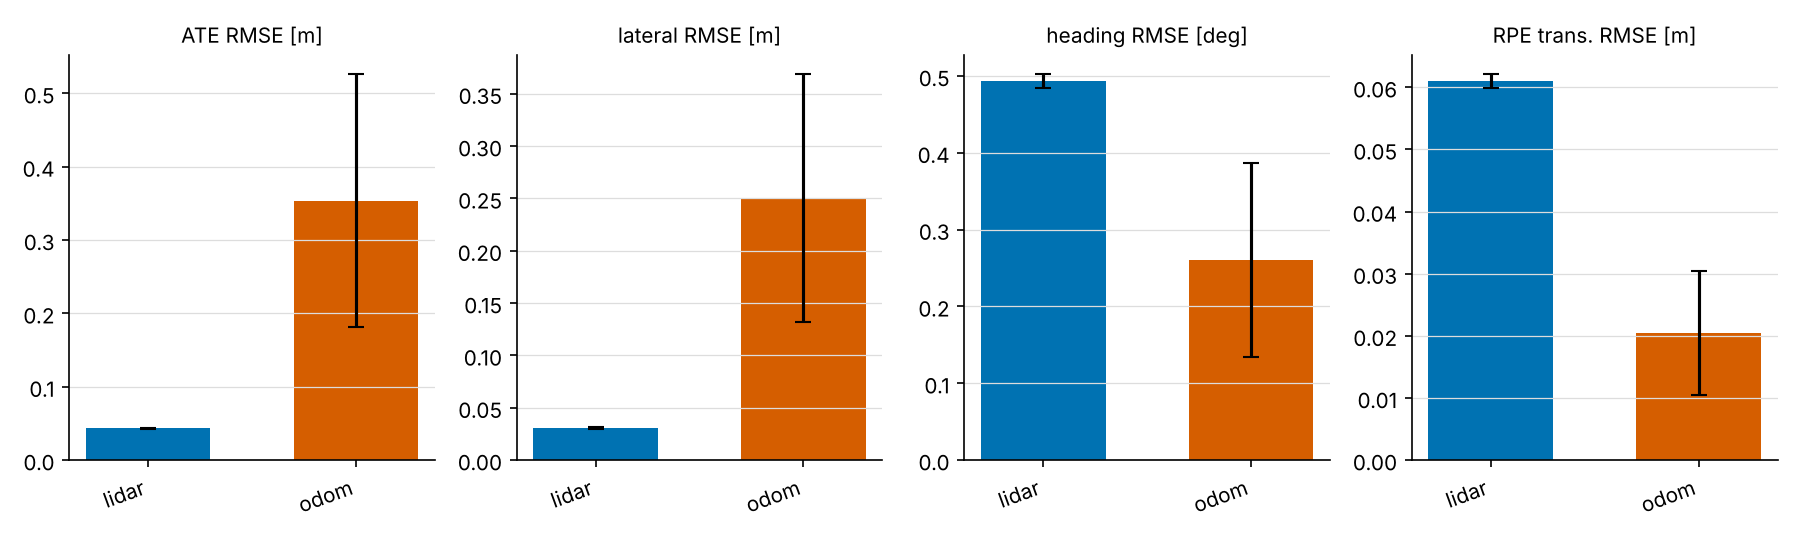 ATE RMSE [m]
0.5
0.4
0.3
0.2
0.1
0.0
lidar
odom
lateral RMSE [m]
0.35
0.30
0.25
0.20
0.15
0.10
0.05
0.00
lidar
odom
heading RMSE [deg]
0.5
0.4
0.3
0.2
0.1
0.0
lidar
odom
RPE trans. RMSE [m]
0.06
0.05
0.04
0.03
0.02
0.01
0.00
lidar
odom